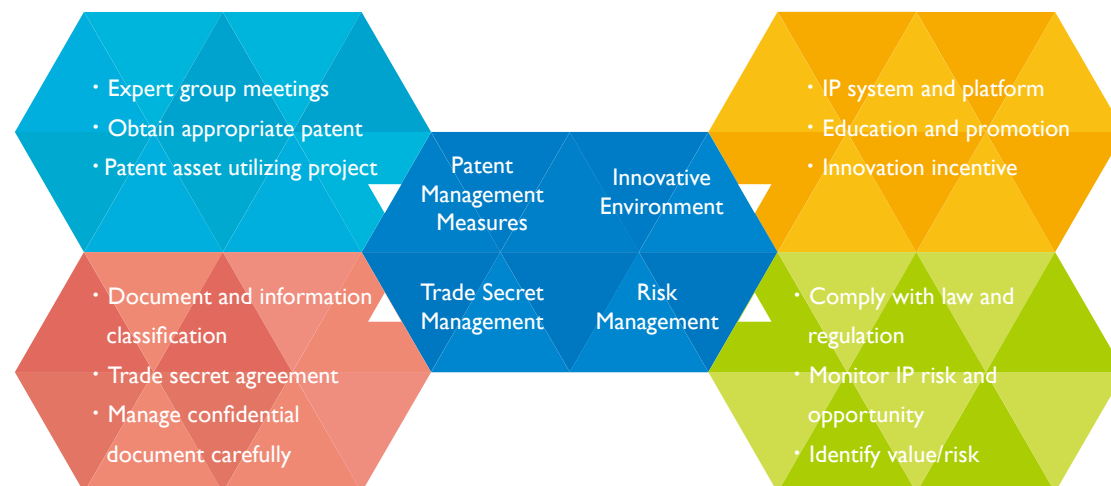 ・Expert group meetings
・Obtain appropriate patent
・Patent asset utilizing project
Patent
Management
Measures
Innovative
Environment
・IP system and platform
・Education and promotion
・Innovation incentive
・Document and information
classification
・Trade secret agreement
・Manage confidential
document carefully
Trade Secret
Management
Risk
Management
・Comply with law and
regulation
・Monitor IP risk and
opportunity
・Identify value/risk